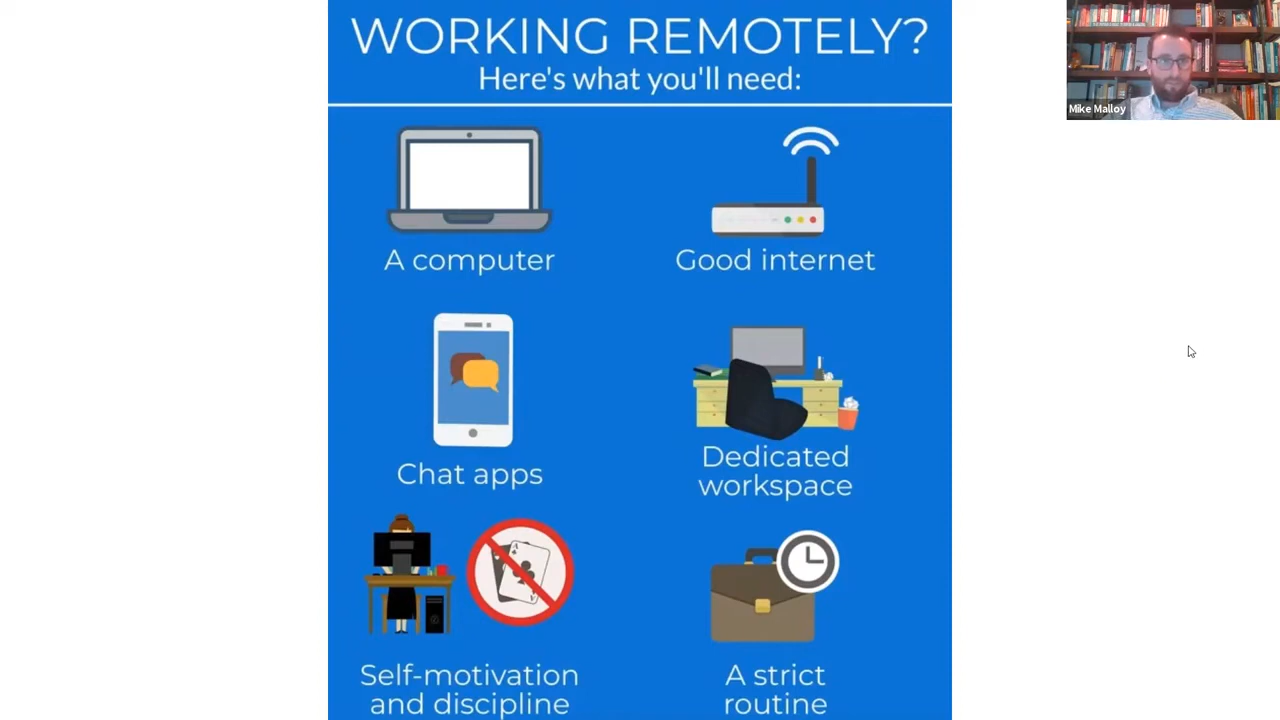 WORKING REMOTELY?
Here's what you'll need:
Mike Malloy
A computer
Good internet
Chat apps
Dedicated
workspace
Self-motivation
and discipline
A strict
routine